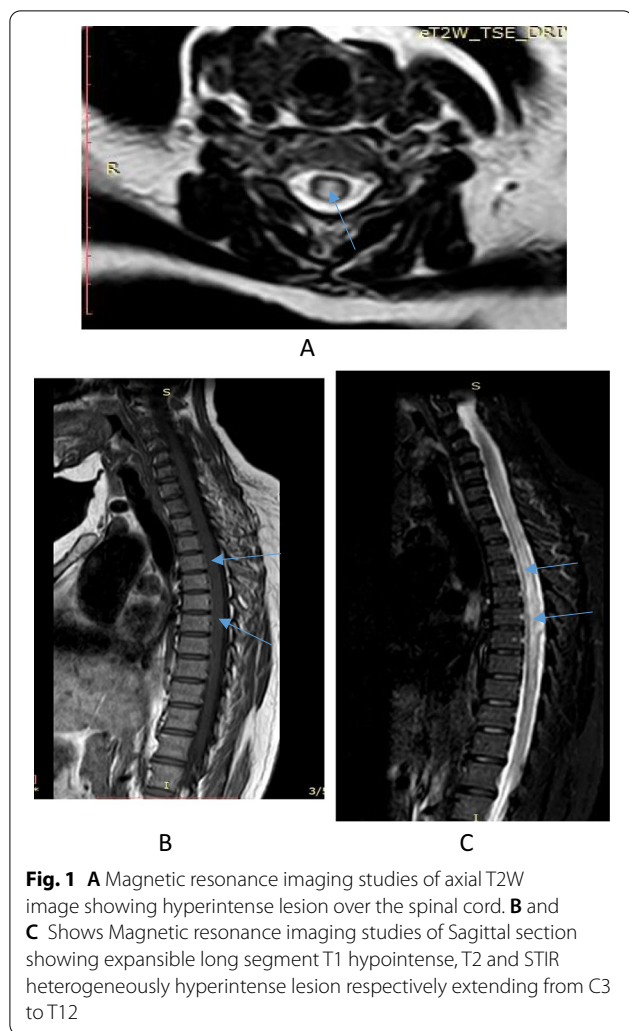 eT2W_TSE_DRI
R
A
S
S
I
3/5
I
B
C
Fig. 1 A Magnetic resonance imaging studies of axial T2W
image showing hyperintense lesion over the spinal cord. B and
C Shows Magnetic resonance imaging studies of Sagittal section
showing expansible long segment T1 hypointense, T2 and STIR
heterogeneously hyperintense lesion respectively extending from C3
to T12